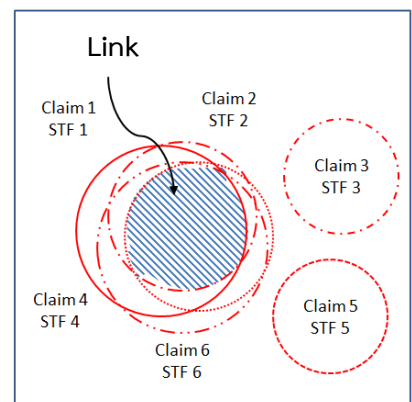 Link
Claim 1
STF 1
Claim 2
STF 2
Claim 3
STF 3
Claim 4
STF 4
Claim 5
STF 5
Claim 6
STF 6